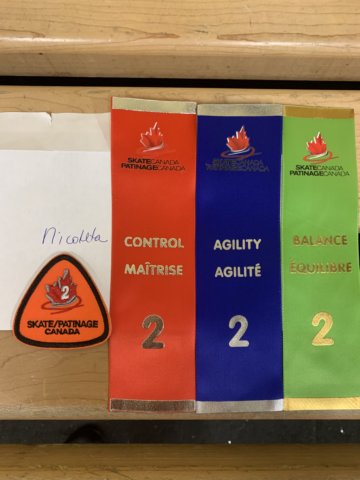 Nicoleta
2
SKATE/PATINAGE
CANADA
SKATECANADA
PATINAGECANADA
CONTROL
MAÎTRISE
2
SKATECANADA
PATINAGECANADA
AGILITY
AGILITÉ
2
SKATECANADA
PATINAGECANADA
BALANCE
ÉQUILIBRE
2